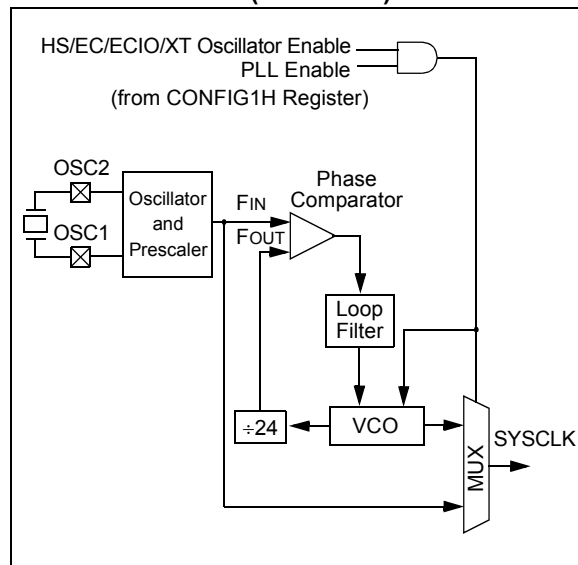 HS/EC/ECIO/XT Oscillator Enable
PLL Enable
(from CONFIG1H Register)
OSC2
OSC1
Oscillator
and
Prescaler
FIN
FOUT
Phase
Comparator
Loop
Filter
÷24
VCO
MUX
SYSCLK